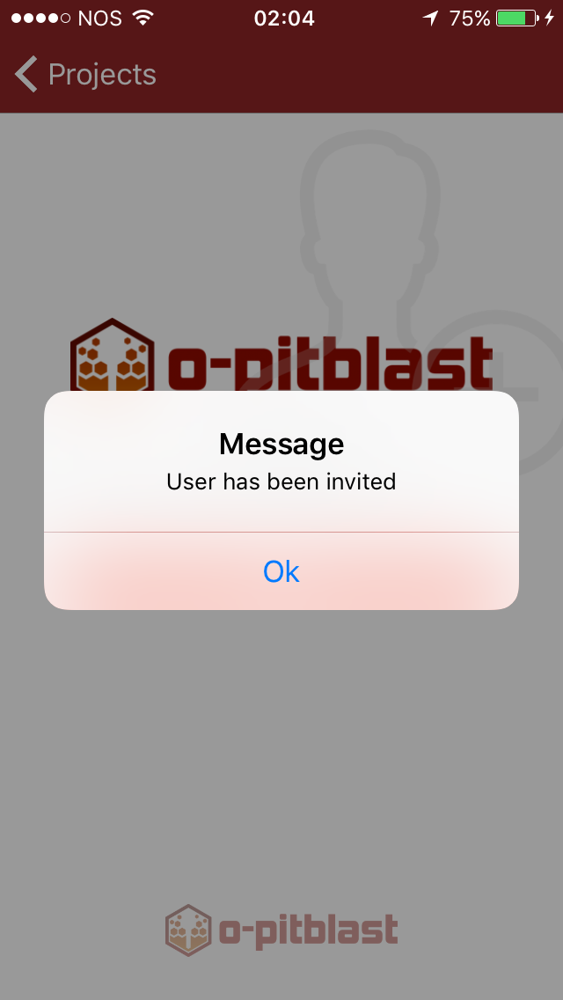 NOS 02:04 75%
Projects
o-pitblast
Message
User has been invited
Ok
o-pitblast